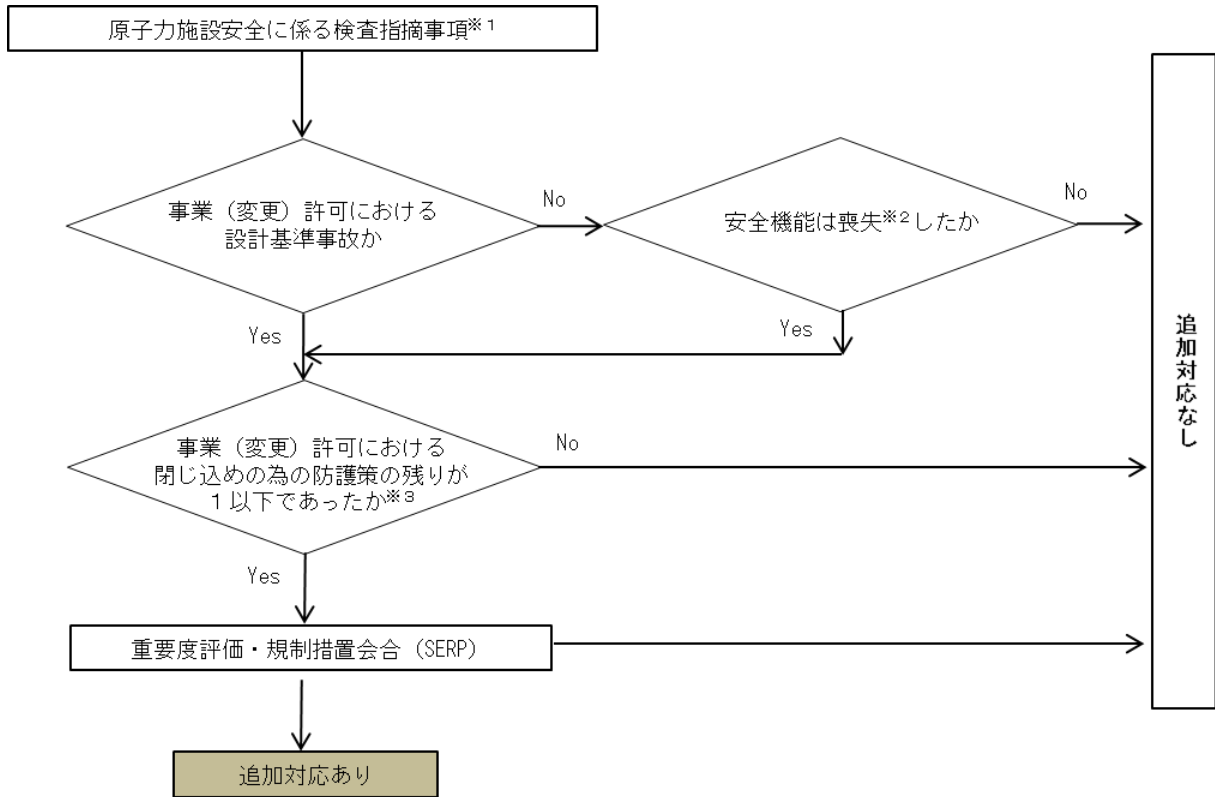 原子力施設安全に係る検査指摘事項※1
事業（変更）許可における
設計基準事故か
No
安全機能は喪失※2したか
No
Yes
Yes
事業（変更）許可における
閉じ込めの為の防護策の残りが
1以下であったか※3
No
Yes
重要度評価・規制措置会合（SERP）
追加対応あり
追加対応なし